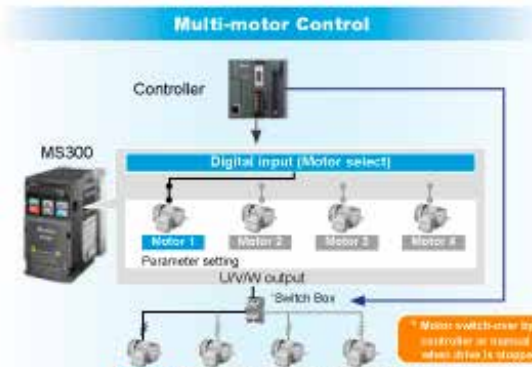 Multi-motor Control
Controller
MS300
Digital input (Motor select)
Motor 1
Motor 2
Motor 3
Motor 4
Parameter setting
U/V/W output
*Switch Box
* Motor switch-over by
controller or manual
when drive is stopped